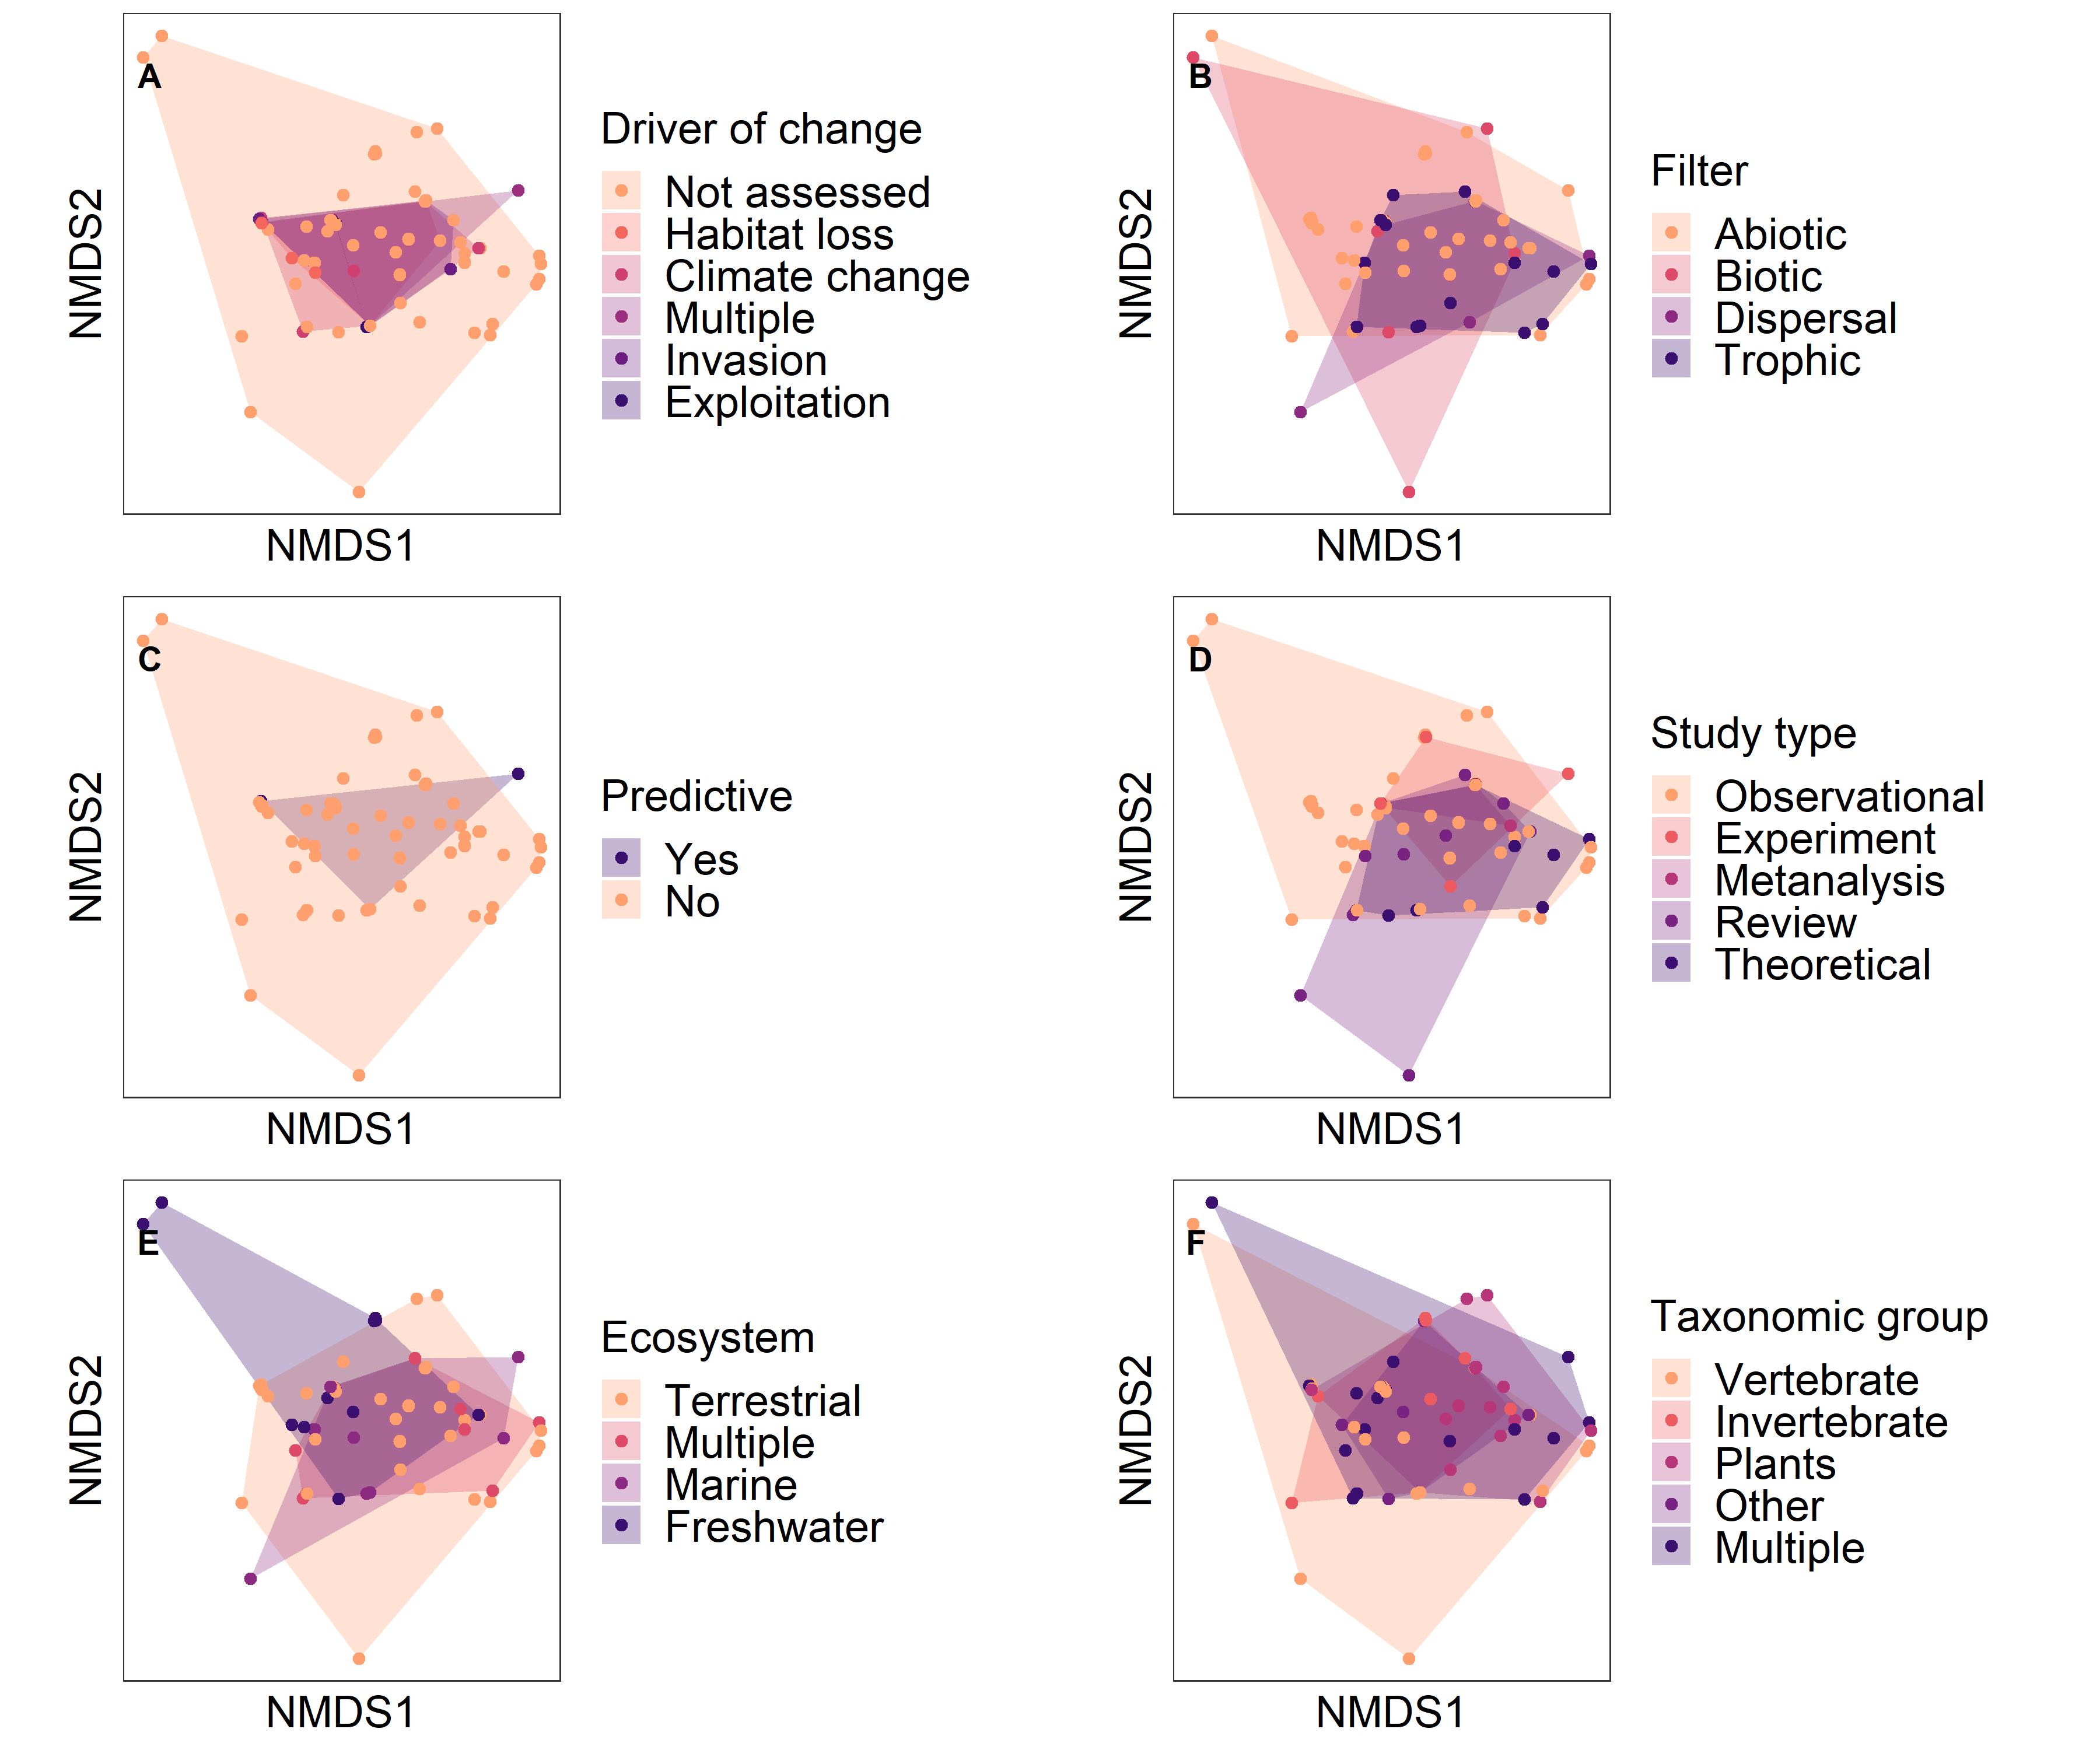 A
NMDS2
NMDS1
Driver of change
Not assessed
Habitat loss
Climate change
Multiple
Invasion
Exploitation
B
NMDS2
NMDS1
Filter
Abiotic
Biotic
Dispersal
Trophic
C
NMDS2
NMDS1
Predictive
Yes
No
D
NMDS2
NMDS1
Study type
Observational
Experiment
Metanalysis
Review
Theoretical
E
NMDS2
NMDS1
Ecosystem
Terrestrial
Multiple
Marine
Freshwater
F
NMDS2
NMDS1
Taxonomic group
Vertebrate
Invertebrate
Plants
Other
Multiple